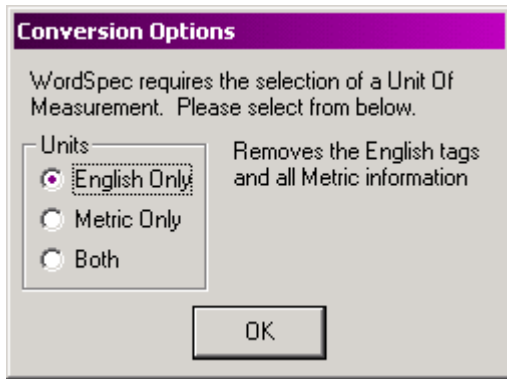 Conversion Options
WordSpec requires the selection of a Unit Of
Measurement.  Please select from below.
Units
English Only
Metric Only
Both
Removes the English tags
and all Metric information
OK